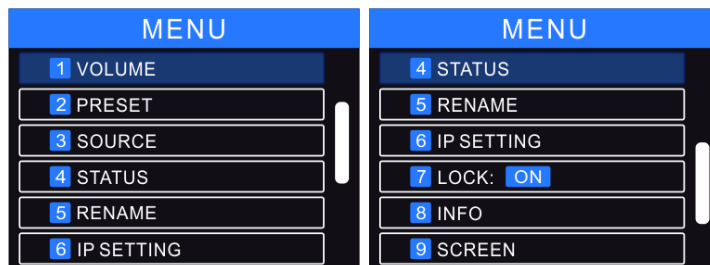 MENU
1 VOLUME
2 PRESET
3 SOURCE
4 STATUS
5 RENAME
6 IP SETTING
MENU
4 STATUS
5 RENAME
6 IP SETTING
7 LOCK: ON
8 INFO
9 SCREEN